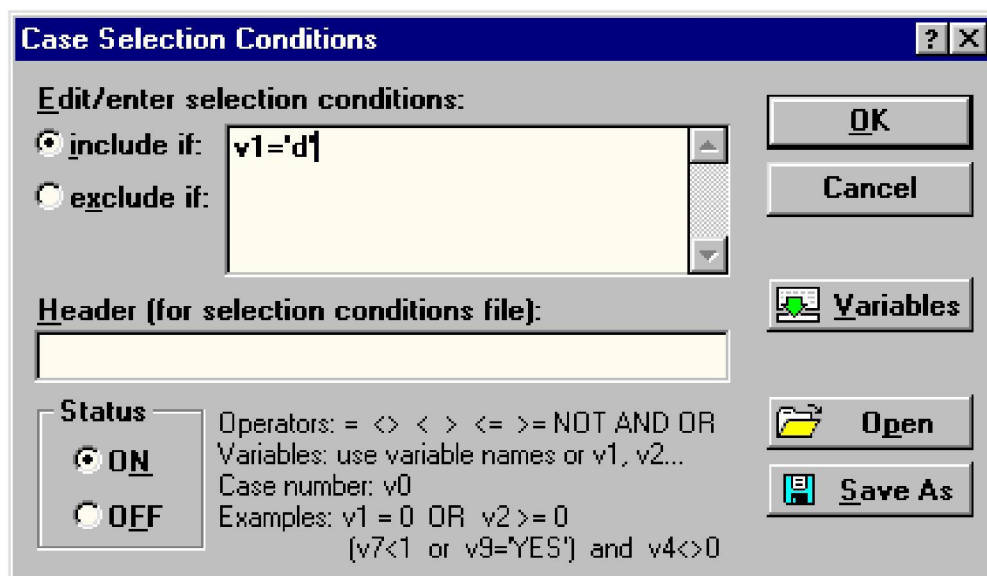 Case Selection Conditions
? X
Edit/enter selection conditions:
include if:
v1='d'
exclude if:
OK
Cancel
Header (for selection conditions file):
Variables
Status
ON
OFF
Operators: = <> < > <= >= NOT AND OR
Variables: use variable names or v1, v2...
Case number: v0
Examples: v1 = 0 OR v2 >= 0
(v7<1 or v9='YES') and v4<>0
Open
Save As